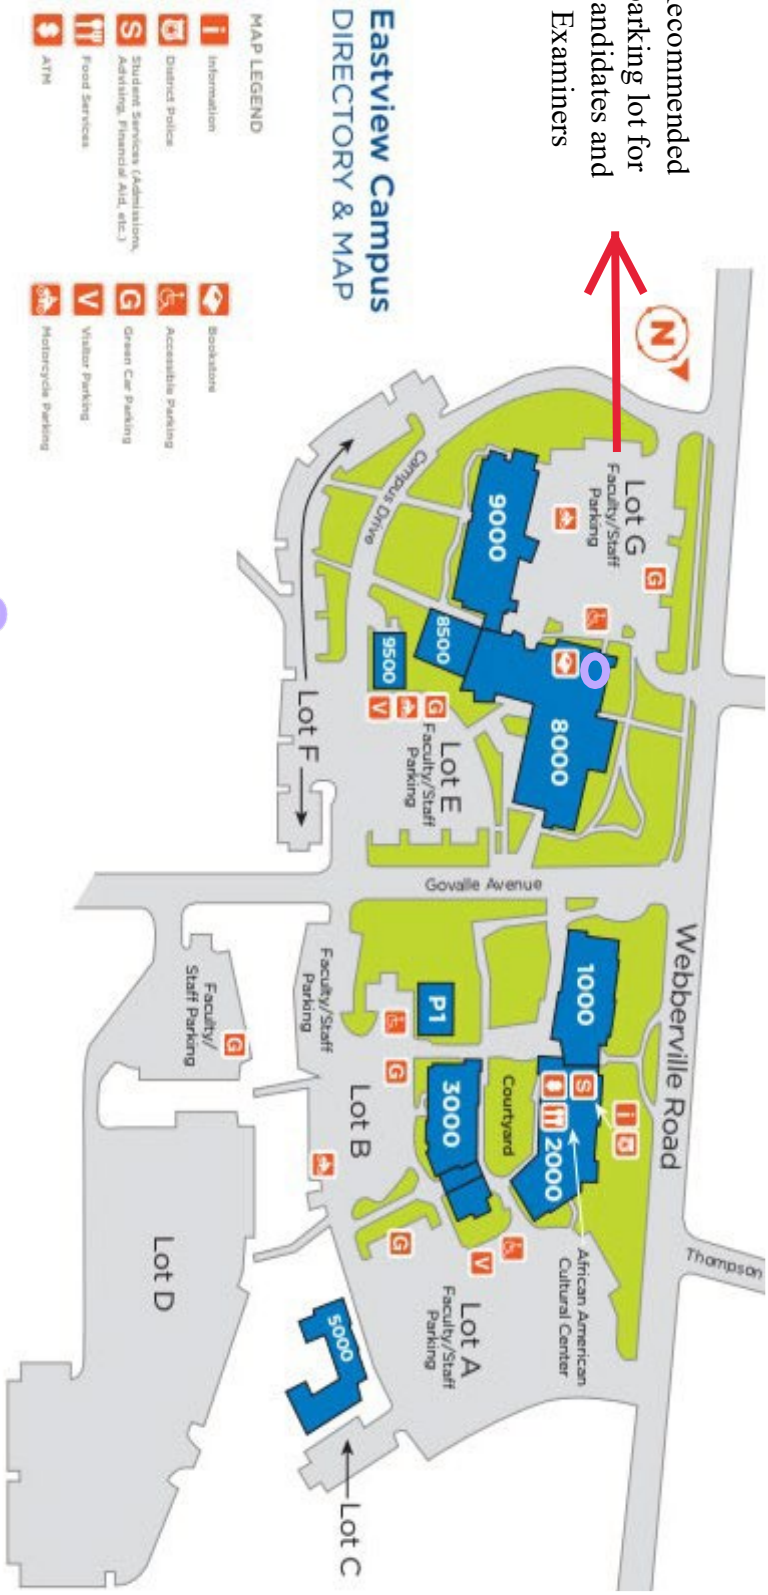 ecommended
arking lot for
andidates and
Examiners
Eastview Campus
DIRECTORY & MAP
MAP LEGEND
i Information
District Police
S Student Services (Admissions,
Advising, Financial Aid, etc.)
Food Services
$ ATM
Bookstore
Accessible Parking
G Green Car Parking
V Visitor Parking
Motorcycle Parking
N
Lot G
Faculty/Staff
Parking
G
9000
Campus Drive
8500
9500
8000
V
G
Lot E
Faculty/Staff
Parking
Lot F
Govalle Avenue
Webberville Road
Thompson
1000
S
i
$
2000
African American
Cultural Center
Courtyard
P1
3000
G
Faculty/Staff
Parking
Faculty/
Staff Parking
G
Lot B
G
V
Lot A
Faculty/Staff
Parking
5000
Lot C
Lot D